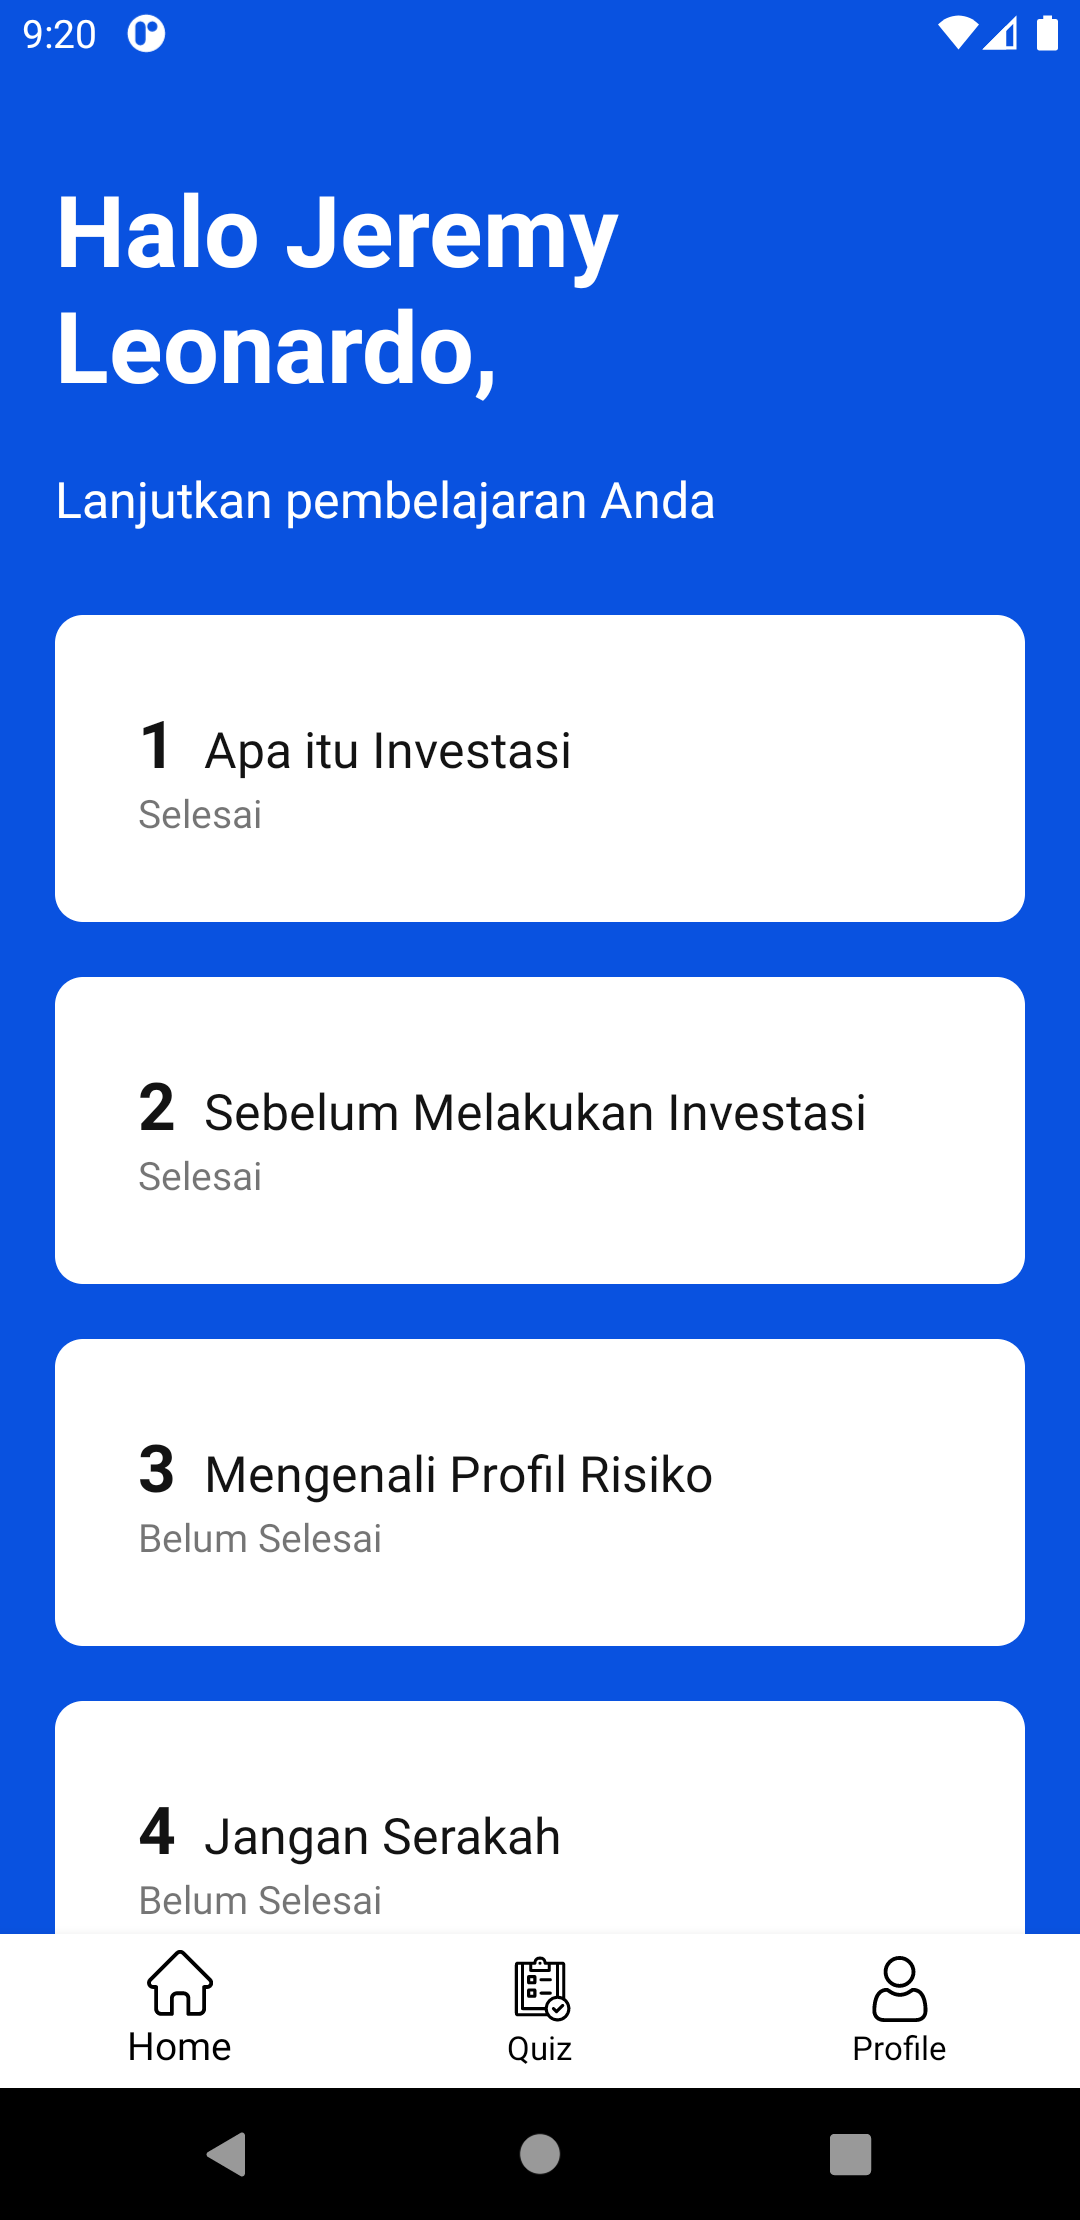 9:20
Halo Jeremy
Leonardo,
Lanjutkan pembelajaran Anda
1 Apa itu Investasi
Selesai
2 Sebelum Melakukan Investasi
Selesai
3 Mengenali Profil Risiko
Belum Selesai
4 Jangan Serakah
Belum Selesai
Home Quiz Profile